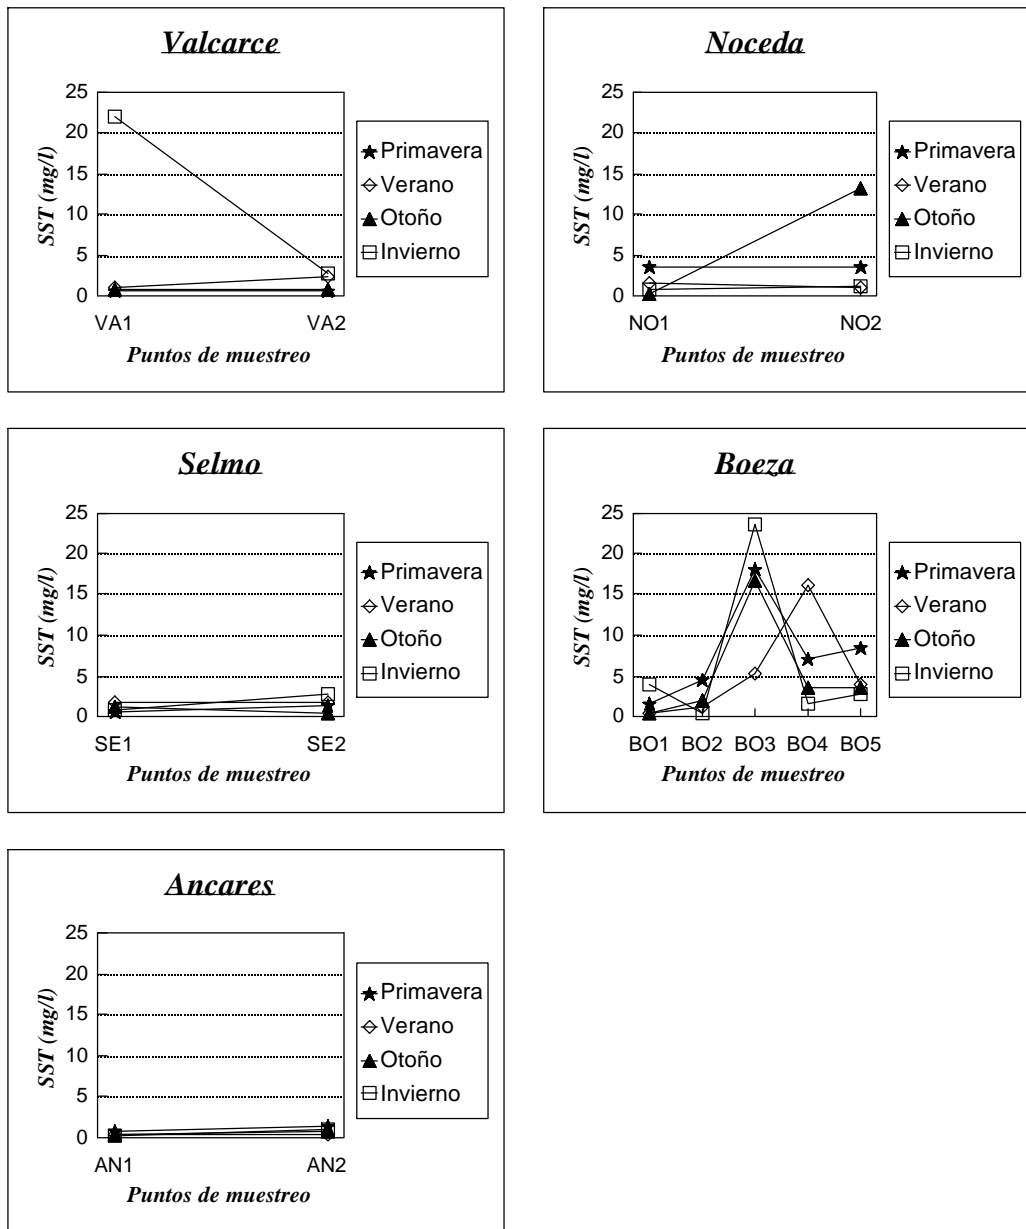 Valcarce
25
20
15
10
5
0
SST (mg/l)
VA1 VA2
Puntos de muestreo
Primavera
Verano
Otoño
Invierno
Noceda
25
20
15
10
5
0
SST (mg/l)
NO1 NO2
Puntos de muestreo
Primavera
Verano
Otoño
Invierno
Selmo
25
20
15
10
5
0
SST (mg/l)
SE1 SE2
Puntos de muestreo
Primavera
Verano
Otoño
Invierno
Boeza
25
20
15
10
5
0
SST (mg/l)
BO1 BO2 BO3 BO4 BO5
Puntos de muestreo
Primavera
Verano
Otoño
Invierno
Ancares
25
20
15
10
5
0
SST (mg/l)
AN1 AN2
Puntos de muestreo
Primavera
Verano
Otoño
Invierno